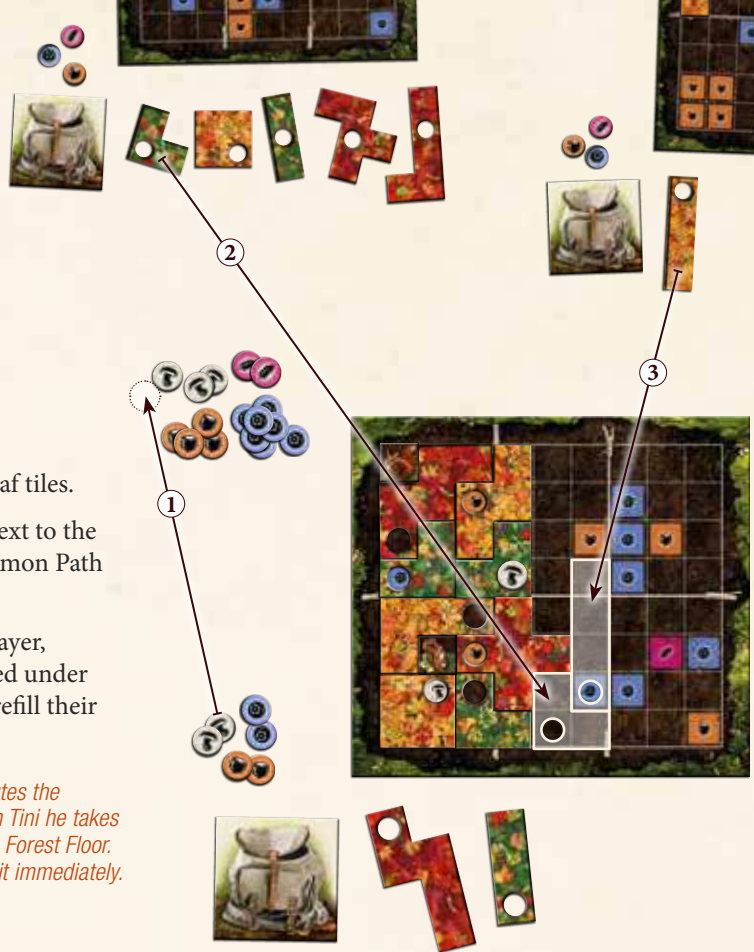 2
3
1
af tiles.
ext to the
mon Path
ayer,
ed under
refill their
tes the
n Tini he takes
Forest Floor.
it immediately.